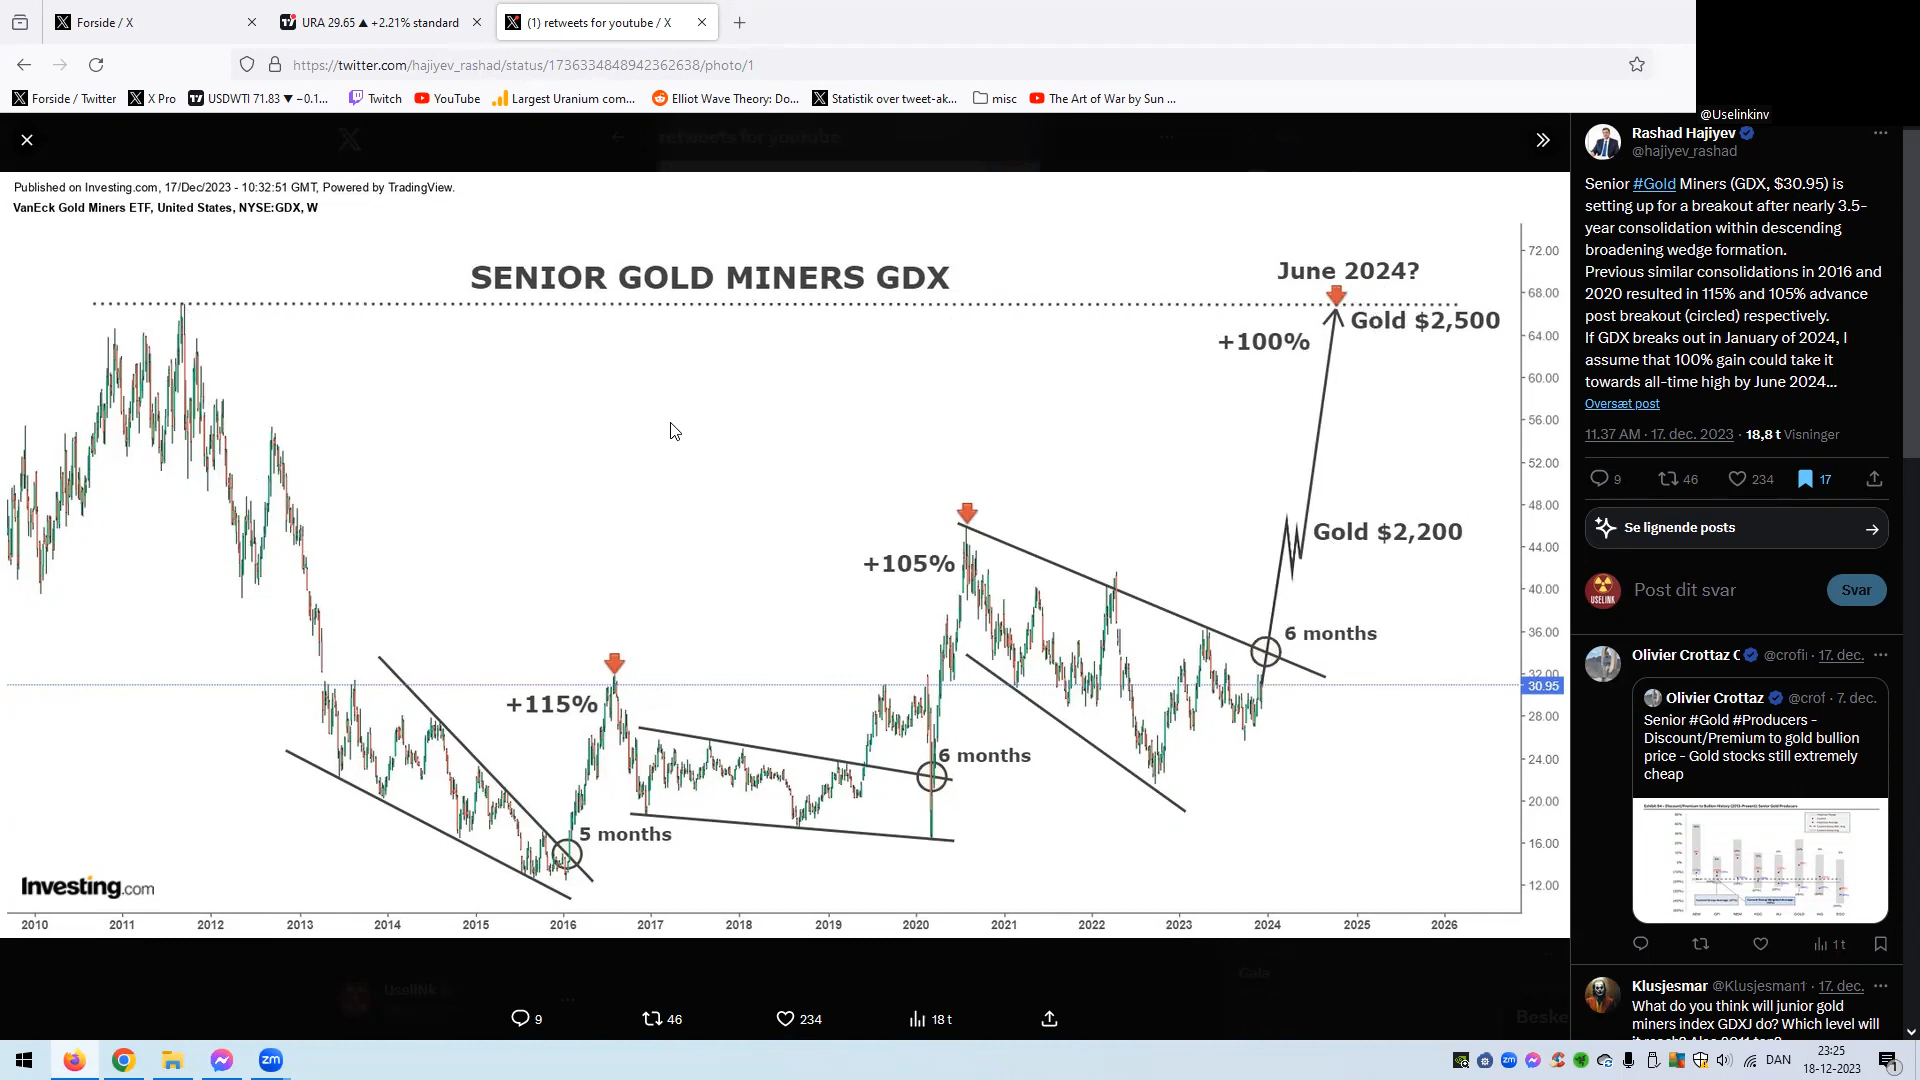 Forside / X
URA 29.65 ▲ +2.21% standard
(1) retweets for youtube / X
https://twitter.com/hajiyev_rashad/status/1736334848942362638/photo/1
Forside / Twitter
X Pro
USDWTI 71.83 ▼ −0.1...
Twitch
YouTube
Largest Uranium com...
Elliot Wave Theory: Do...
Statistik over tweet-ak...
misc
The Art of War by Sun ...
@Uselinkinv
retweets for youtube
Published on Investing.com, 17/Dec/2023 - 10:32:51 GMT, Powered by TradingView.
VanEck Gold Miners ETF, United States, NYSE:GDX, W
SENIOR GOLD MINERS GDX
June 2024?
Gold $2,500
+100%
Gold $2,200
+105%
6 months
+115%
6 months
5 months
72.00
68.00
64.00
60.00
56.00
52.00
48.00
44.00
40.00
36.00
32.00
30.95
28.00
24.00
20.00
16.00
12.00
Investing.com
2010 2011 2012 2013 2014 2015 2016 2017 2018 2019 2020 2021 2022 2023 2024 2025 2026
9 46 234 18 t
Rashad Hajiyev
@hajiyev_rashad
Senior #Gold Miners (GDX, $30.95) is
setting up for a breakout after nearly 3.5-
year consolidation within descending
broadening wedge formation.
Previous similar consolidations in 2016 and
2020 resulted in 115% and 105% advance
post breakout (circled) respectively.
If GDX breaks out in January of 2024, I
assume that 100% gain could take it
towards all-time high by June 2024...
Oversæt post
11.37 AM · 17. dec. 2023 · 18,8 t Visninger
9 46 234 17
Se lignende posts
USELINK
Post dit svar
Svar
Olivier Crottaz C @crofi · 17. dec.
Olivier Crottaz @crof · 7. dec.
Senior #Gold #Producers -
Discount/Premium to gold bullion
price - Gold stocks still extremely
cheap
1 t
Klusjesmar @Klusjesman1 · 17. dec.
What do you think will junior gold
miners index GDXJ do? Which level will
zm
DAN
23:25
18-12-2023
1